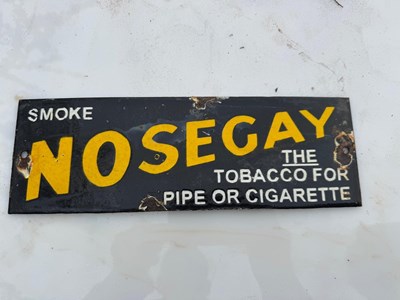 SMOKE
NOSEGAY
THE
TOBACCO FOR
PIPE OR CIGARETTE